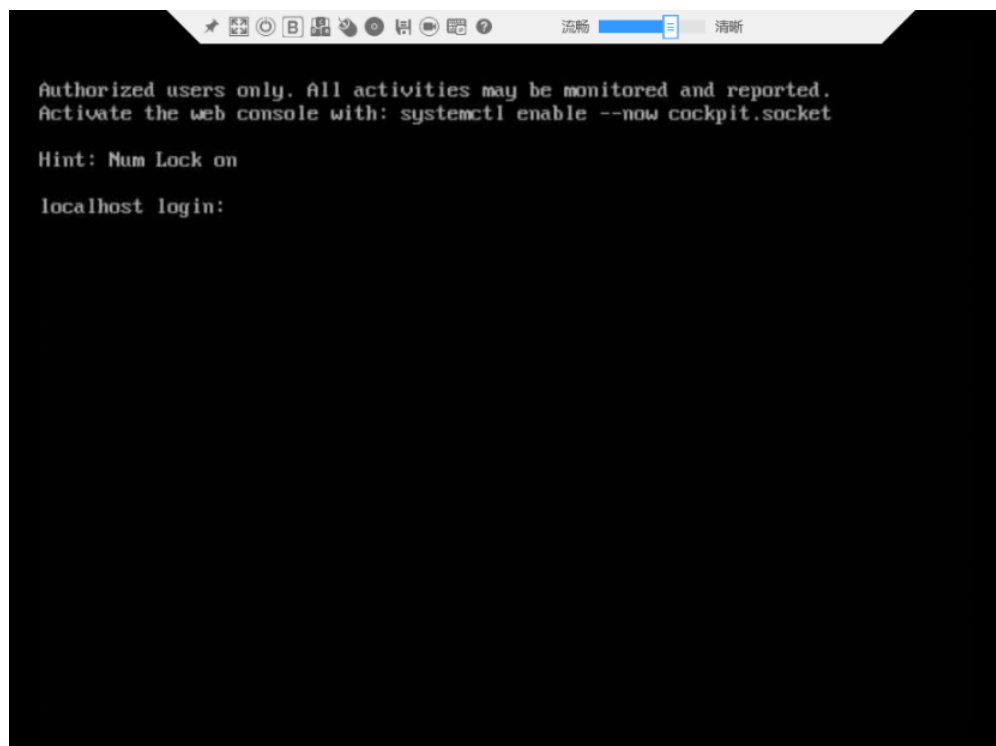 B
流畅 清晰
Authorized users only. All activities may be monitored and reported.
Activate the web console with: systemctl enable --now cockpit.socket
Hint: Num Lock on
localhost login: